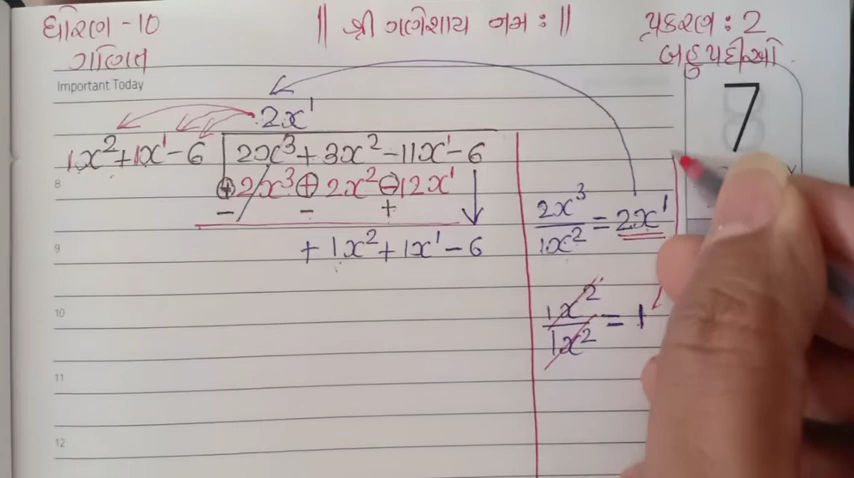 ધોરણ - 10 || શ્રી ગણેશાય નમઃ || પ્રકરણ : 2
ગણિત બહુપદીઓ
Important Today
7
2x¹
1x² + 1x¹ - 6 2x³ + 3x² - 11x¹ - 6
8 ⊕ 2x³ ⊕ 2x² ⊖ 12x¹
- - +
2x³/1x² = 2x¹
9 + 1x² + 1x¹ - 6
10 1x²/1x² = 1
11
12